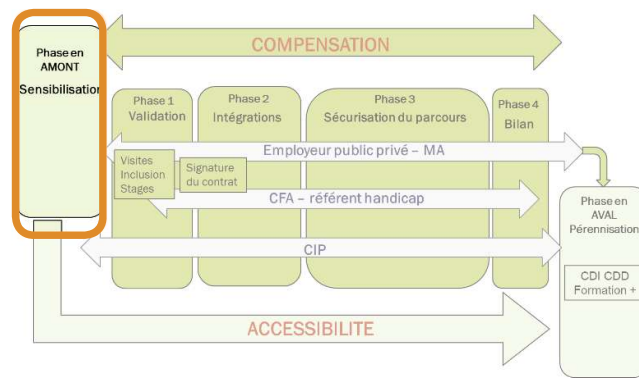 Phase en
AMONT
Sensibilisation
COMPENSATION
Phase 1
Validation
Phase 2
Intégrations
Phase 3
Sécurisation du parcours
Phase 4
Bilan
Employeur public privé – MA
Visites
Inclusion
Stages
Signature
du contrat
CFA – référent handicap
CIP
Phase en
AVAL
Pérennisation
CDI CDD
Formation +
ACCESSIBILITE